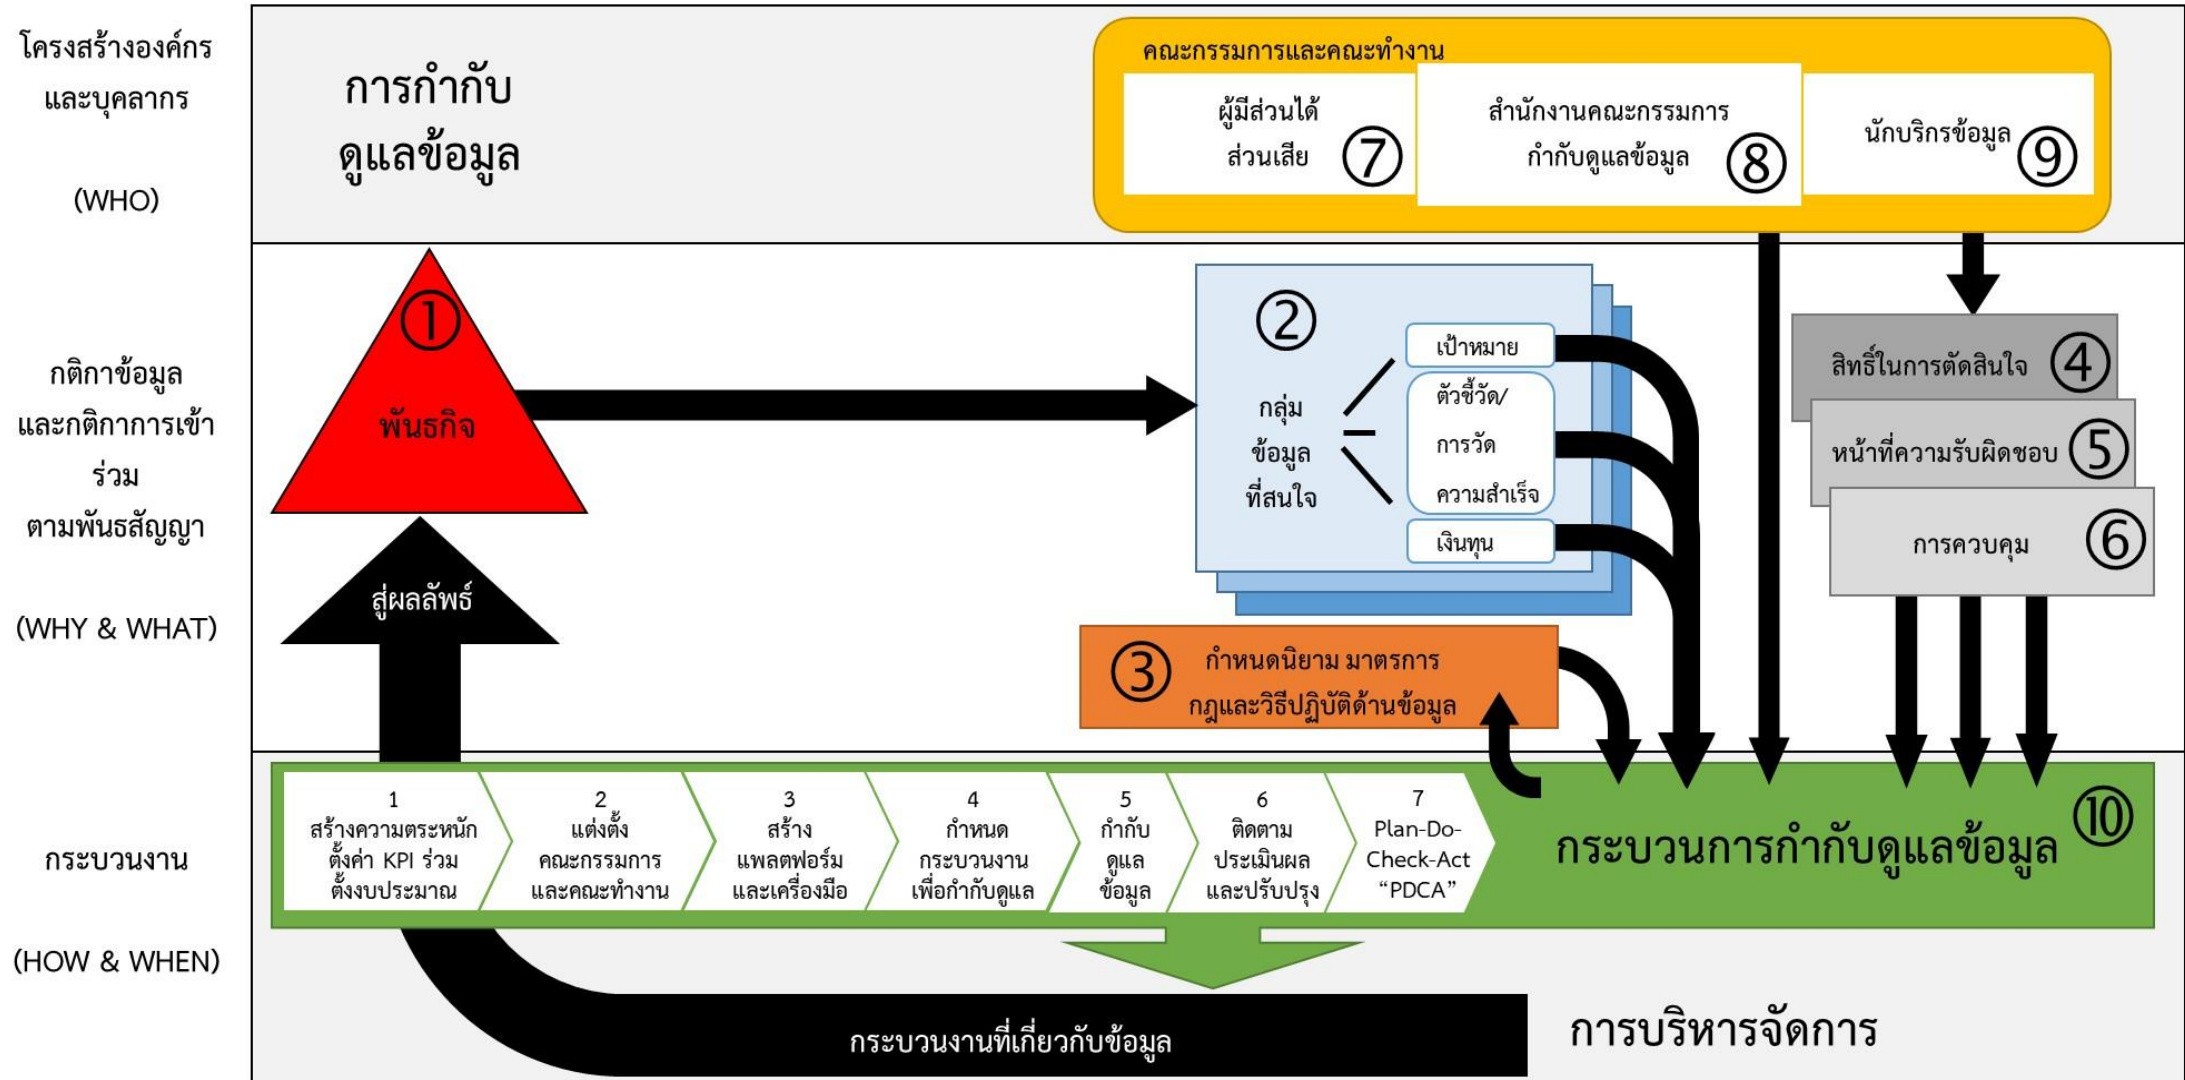 โครงสร้างองค์กร
และบุคลากร
(WHO)
การกำกับ
ดูแลข้อมูล
คณะกรรมการและคณะทำงาน
ผู้มีส่วนได้
ส่วนเสีย
⑦
สำนักงานคณะกรรมการ
กำกับดูแลข้อมูล
⑧
นักบริกรข้อมูล
⑨
กติกาข้อมูล
และกติกาการเข้า
ร่วม
ตามพันธสัญญา
(WHY & WHAT)
①
พันธกิจ
สู่ผลลัพธ์
②
กลุ่ม
ข้อมูล
ที่สนใจ
เป้าหมาย
ตัวชี้วัด/
การวัด
ความสำเร็จ
เงินทุน
③
กำหนดนิยาม มาตรการ
กฎและวิธีปฏิบัติด้านข้อมูล
สิทธิ์ในการตัดสินใจ ④
หน้าที่ความรับผิดชอบ ⑤
การควบคุม ⑥
กระบวนงาน
(HOW & WHEN)
1
สร้างความตระหนัก
ตั้งค่า KPI ร่วม
ตั้งงบประมาณ
2
แต่งตั้ง
คณะกรรมการ
และคณะทำงาน
3
สร้าง
แพลตฟอร์ม
และเครื่องมือ
4
กำหนด
กระบวนงาน
เพื่อกำกับดูแล
5
กำกับ
ดูแล
ข้อมูล
6
ติดตาม
ประเมินผล
และปรับปรุง
7
Plan-Do-
Check-Act
“PDCA”
กระบวนการกำกับดูแลข้อมูล ⑩
กระบวนงานที่เกี่ยวกับข้อมูล
การบริหารจัดการ